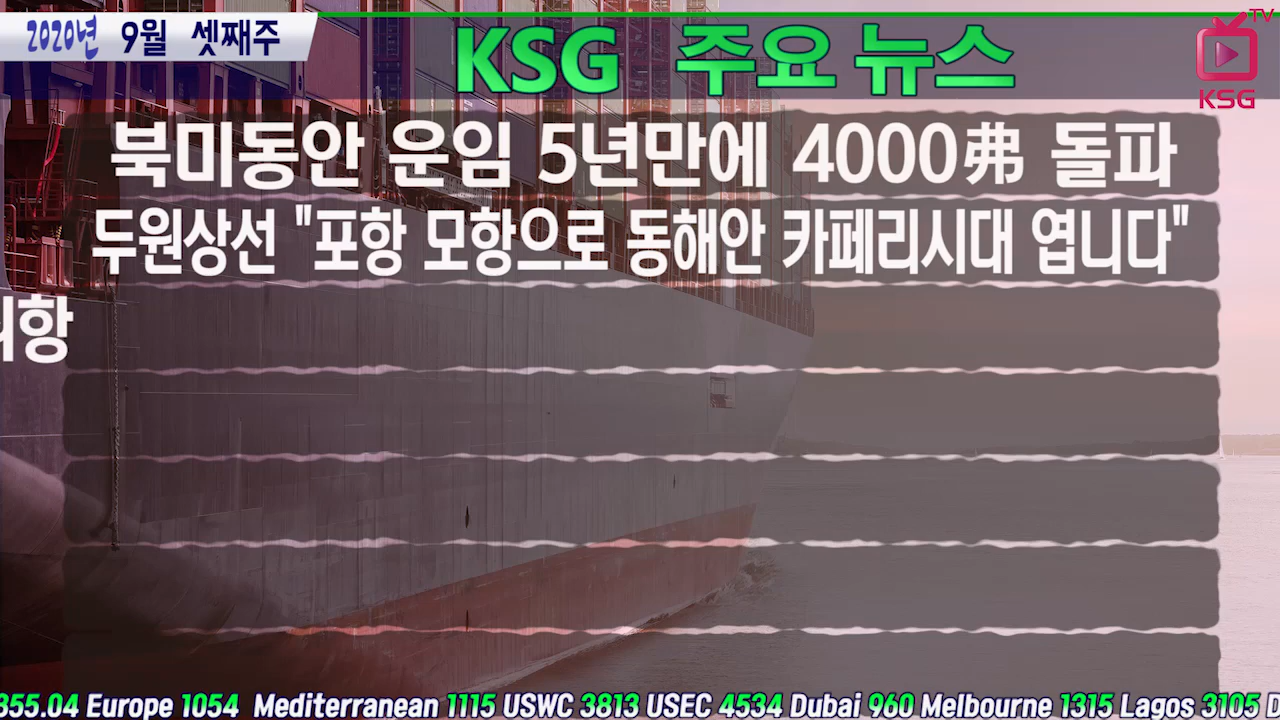 2020년 9월 셋째주
KSG 주요 뉴스
TV
KSG
북미동안 운임 5년만에 4000弗 돌파
두원상선 "포항 모항으로 동해안 카페리시대 엽니다"
항
855.04 Europe 1054 Mediterranean 1115 USWC 3813 USEC 4534 Dubai 960 Melbourne 1315 Lagos 3105 D